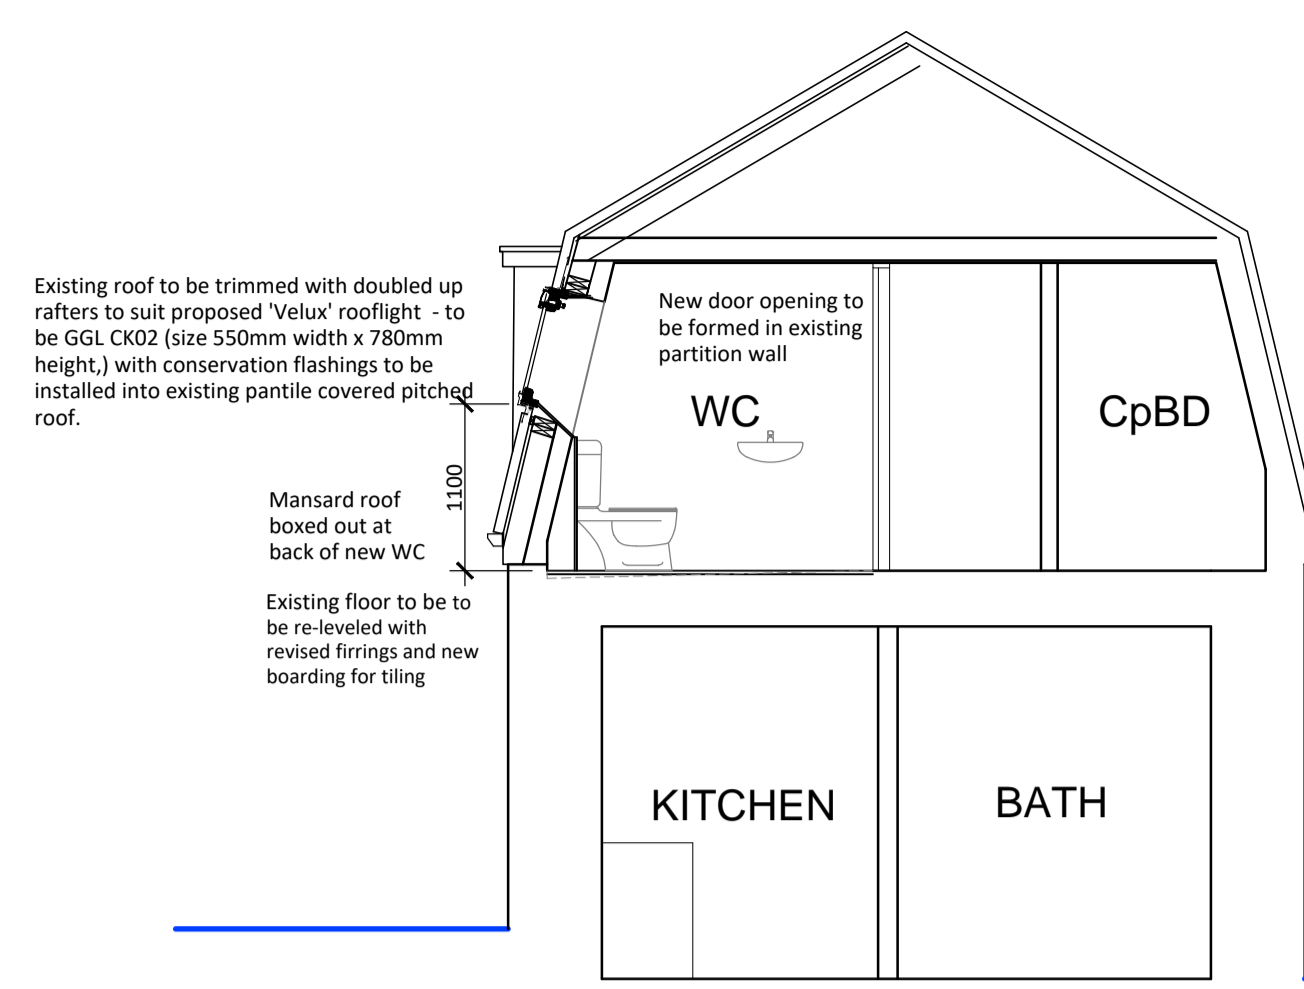 Existing roof to be trimmed with doubled up
rafters to suit proposed 'Velux' rooflight - to
be GGL CK02 (size 550mm width x 780mm
height,) with conservation flashings to be
installed into existing pantile covered pitched
roof.
New door opening to
be formed in existing
partition wall
WC
CpBD
1100
Mansard roof
boxed out at
back of new WC
Existing floor to be to
be re-leveled with
revised firrings and new
boarding for tiling
KITCHEN
BATH